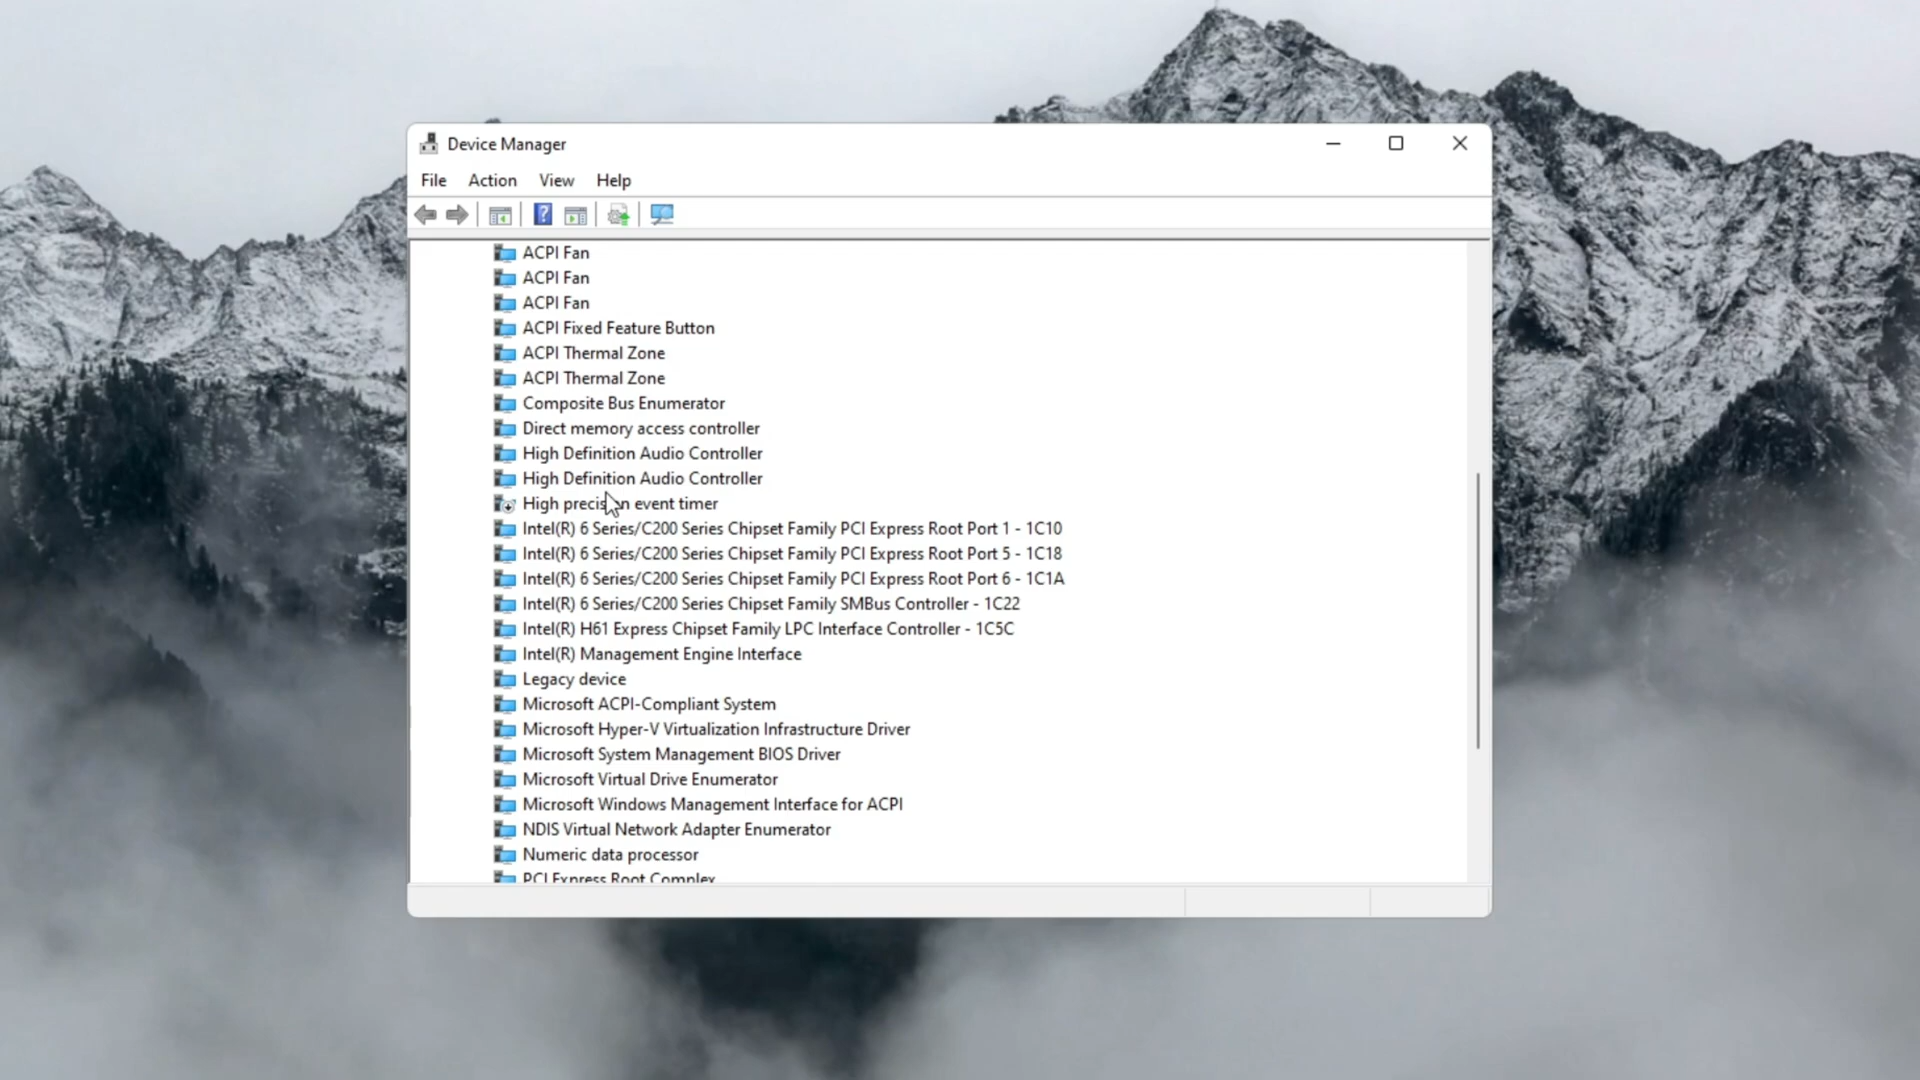 Device Manager
File Action View Help
ACPI Fan
ACPI Fan
ACPI Fan
ACPI Fixed Feature Button
ACPI Thermal Zone
ACPI Thermal Zone
Composite Bus Enumerator
Direct memory access controller
High Definition Audio Controller
High Definition Audio Controller
High precision event timer
Intel(R) 6 Series/C200 Series Chipset Family PCI Express Root Port 1 - 1C10
Intel(R) 6 Series/C200 Series Chipset Family PCI Express Root Port 5 - 1C18
Intel(R) 6 Series/C200 Series Chipset Family PCI Express Root Port 6 - 1C1A
Intel(R) 6 Series/C200 Series Chipset Family SMBus Controller - 1C22
Intel(R) H61 Express Chipset Family LPC Interface Controller - 1C5C
Intel(R) Management Engine Interface
Legacy device
Microsoft ACPI-Compliant System
Microsoft Hyper-V Virtualization Infrastructure Driver
Microsoft System Management BIOS Driver
Microsoft Virtual Drive Enumerator
Microsoft Windows Management Interface for ACPI
NDIS Virtual Network Adapter Enumerator
Numeric data processor
PCI Express Root Complex